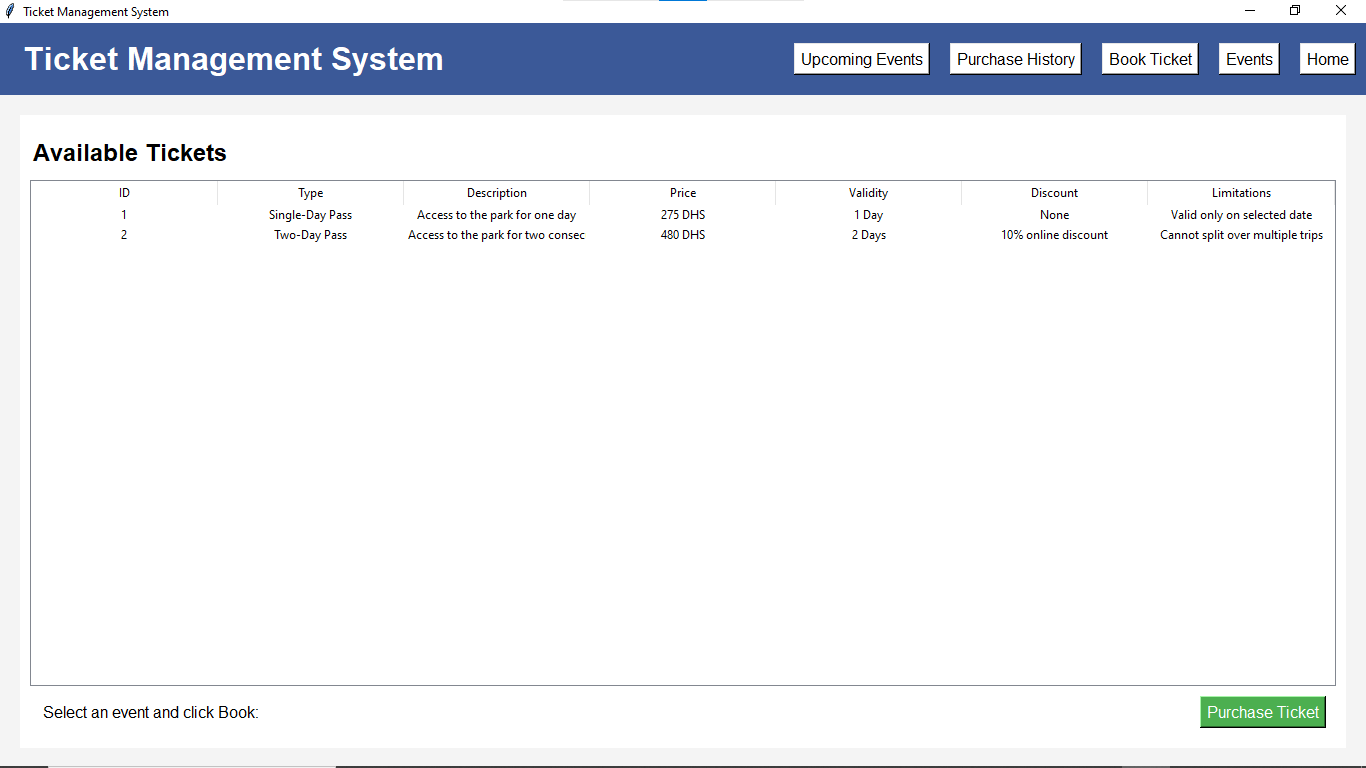 Ticket Management System
Ticket Management System Upcoming Events Purchase History Book Ticket Events Home
Available Tickets
ID Type Description Price Validity Discount Limitations
1 Single-Day Pass Access to the park for one day 275 DHS 1 Day None Valid only on selected date
2 Two-Day Pass Access to the park for two consec 480 DHS 2 Days 10% online discount Cannot split over multiple trips
Select an event and click Book: Purchase Ticket